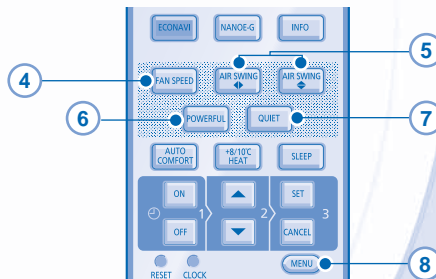 ECONAVI NANOE-G INFO
5
4 FAN SPEED AIR SWING AIR SWING
6 POWERFUL QUIET 7
AUTO COMFORT +8/10℃ HEAT SLEEP
ON SET
1 2 3
OFF CANCEL
MENU 8
RESET CLOCK